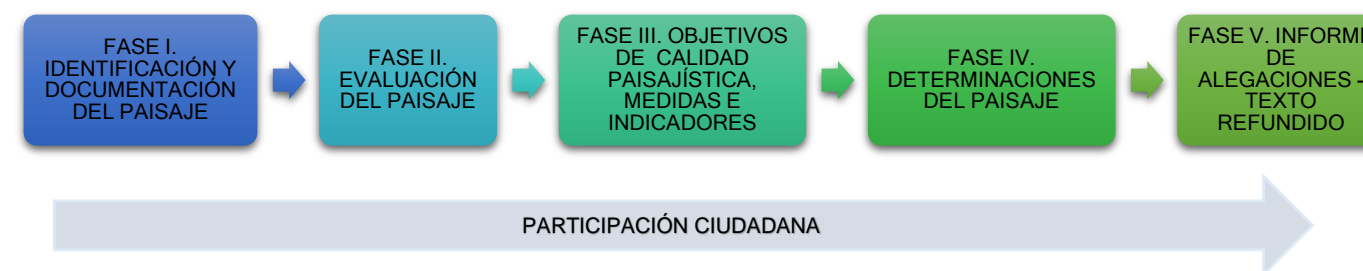 FASE I.
IDENTIFICACIÓN Y
DOCUMENTACIÓN
DEL PAISAJE
FASE II.
EVALUACIÓN
DEL PAISAJE
FASE III. OBJETIVOS
DE CALIDAD
PAISAJÍSTICA,
MEDIDAS E
INDICADORES
FASE IV.
DETERMINACIONES
DEL PAISAJE
FASE V. INFORME
DE
ALEGACIONES -
TEXTO
REFUNDIDO
PARTICIPACIÓN CIUDADANA